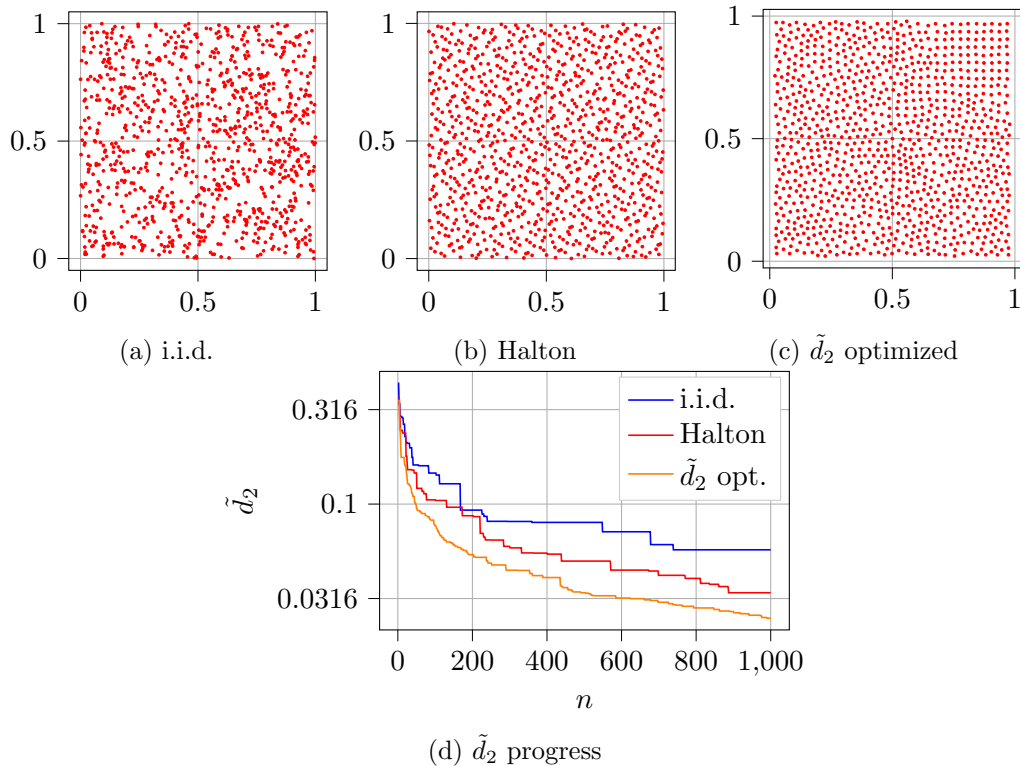 1
0.5
0
0 0.5 1
(a) i.i.d.
1
0.5
0
0 0.5 1
(b) Halton
1
0.5
0
0 0.5 1
(c) d̃₂ optimized
i.i.d.
Halton
d̃₂ opt.
0.316
0.1
0.0316
d̃₂
0 200 400 600 800 1,000
n
(d) d̃₂ progress